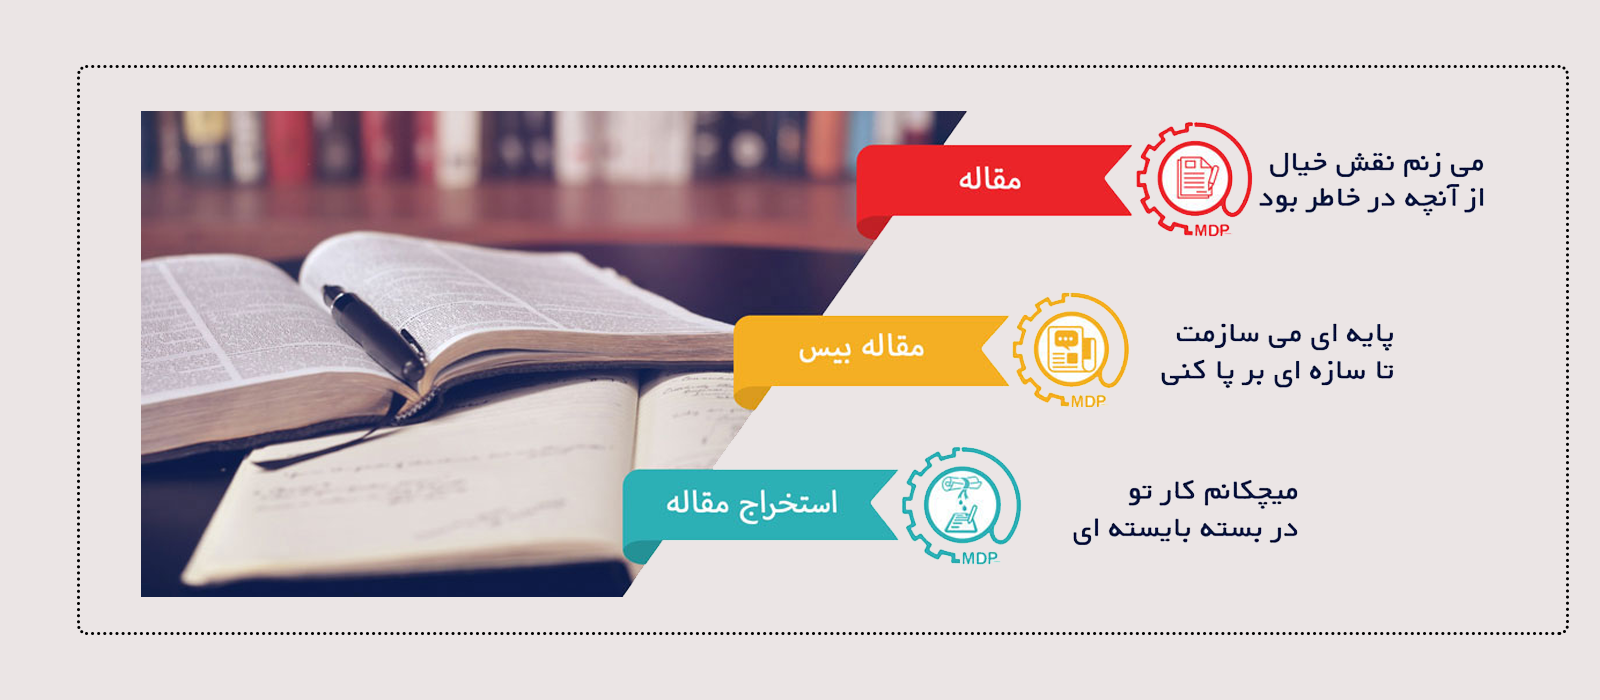 می زنم نقش خیال
از آنچه در خاطر بود
مقاله
MDP
پایه ای می سازمت
تا سازه ای بر پا کنی
مقاله بیس
MDP
میچکانم کار تو
در بسته بایسته ای
استخراج مقاله
MDP